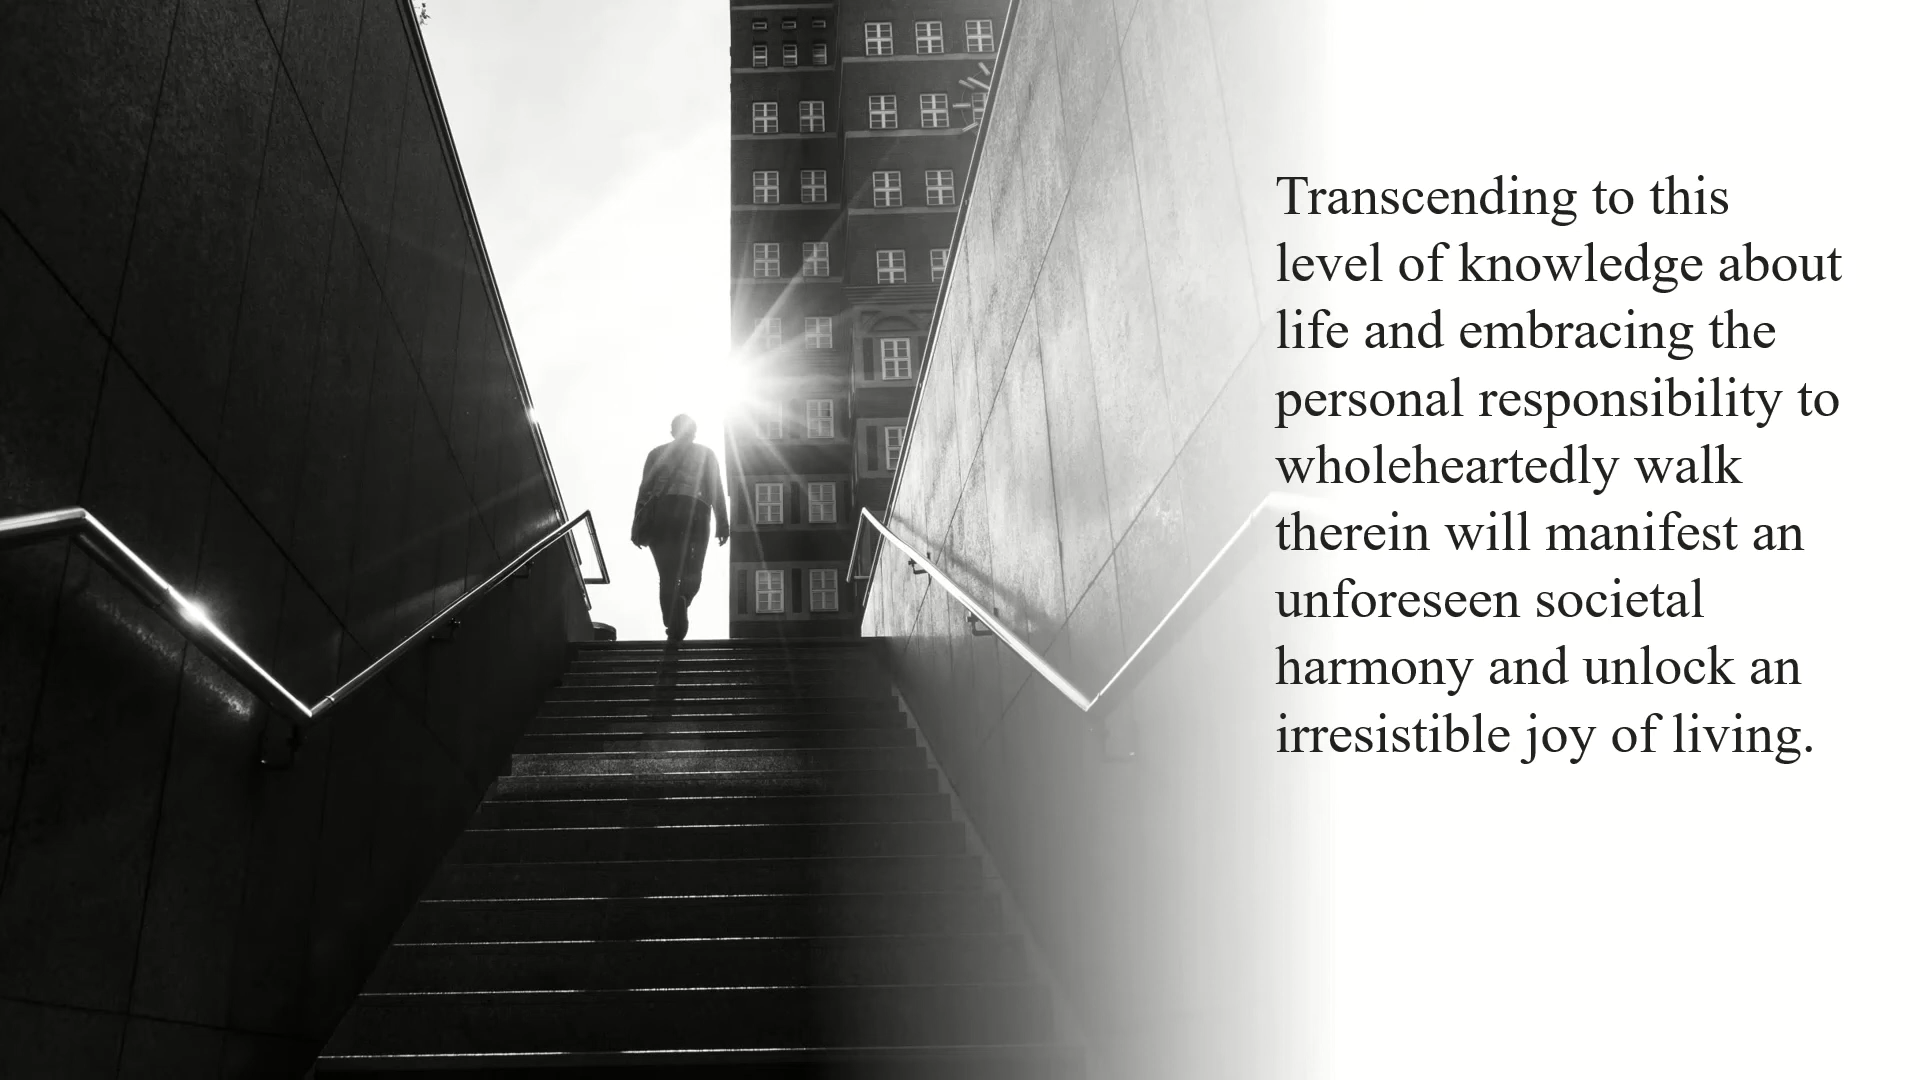 Transcending to this
level of knowledge about
life and embracing the
personal responsibility to
wholeheartedly walk
therein will manifest an
unforeseen societal
harmony and unlock an
irresistible joy of living.